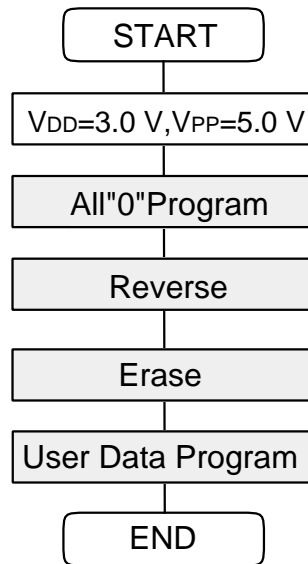 START
VDD=3.0 V,VPP=5.0 V
All"0"Program
Reverse
Erase
User Data Program
END